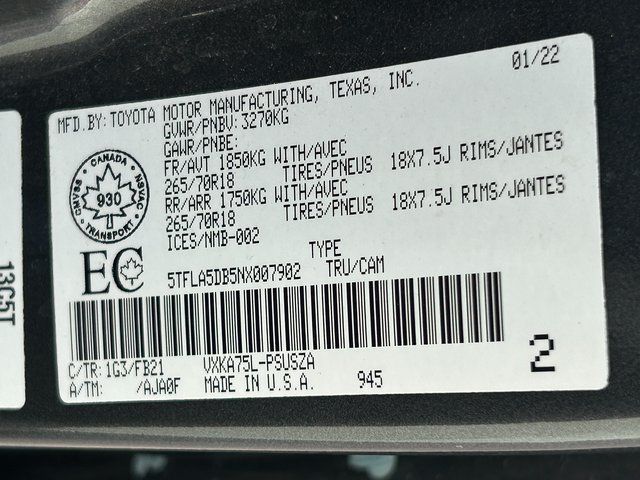 01/22
MFD.BY:TOYOTA MOTOR MANUFACTURING, TEXAS, INC.
GVWR/PNBV:3270KG
GAWR/PNBE:
FR/AVT 1850KG WITH/AVEC
265/70R18 TIRES/PNEUS 18X7.5J RIMS/JANTES
RR/ARR 1750KG WITH/AVEC
265/70R18 TIRES/PNEUS 18X7.5J RIMS/JANTES
ICES/NMB-002
CANADA
CMVSS
930
NSVAC
TRANSPORT
EC
TYPE
5TFLA5DB5NX007902 TRU/CAM
C/TR:1G3/FB21 VXKA75L-PSUSZA
A/TM: /AJA0F MADE IN U.S.A. 945
2
13C5T